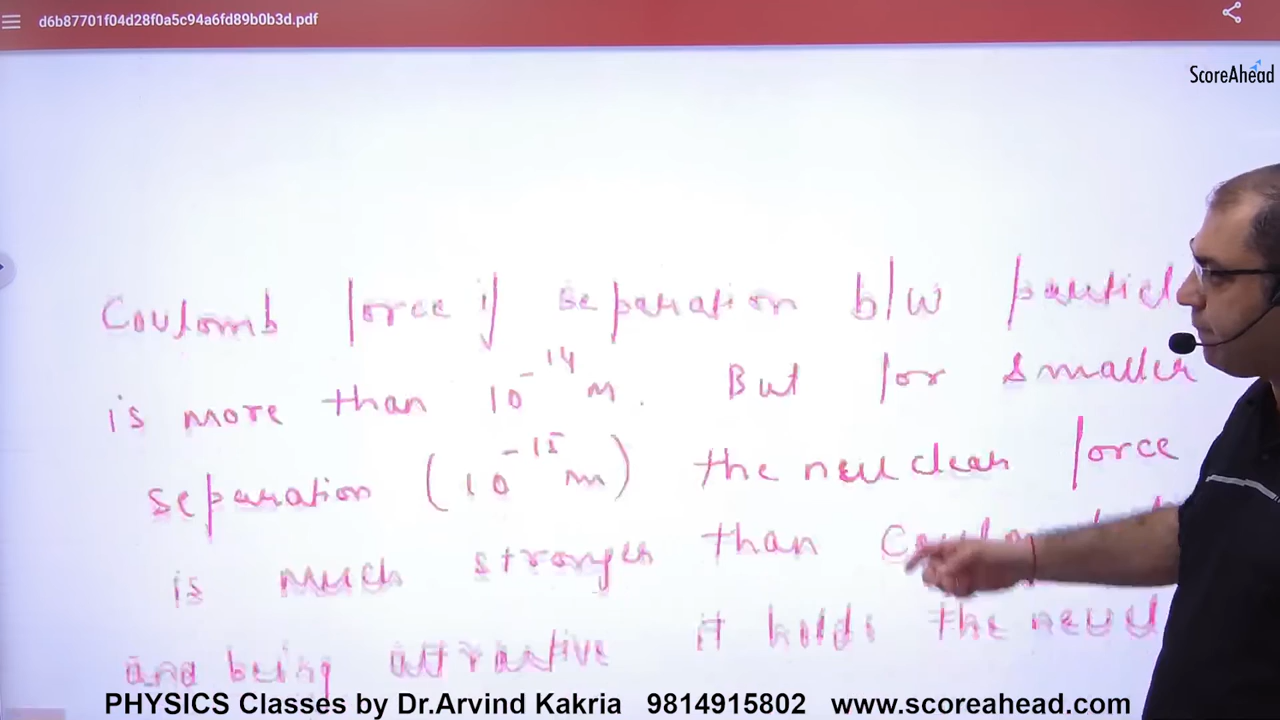 d6b87701f04d28f0a5c94a6fd89b0b3d.pdf
ScoreAhead
Coulomb force if separation b/w
is more than 10⁻¹⁴ m. But for smaller
separation (10⁻¹⁵ m) the nuclear force
is much stronger than
and being attractive it holds the
PHYSICS Classes by Dr.Arvind Kakria 9814915802 www.scoreahead.com